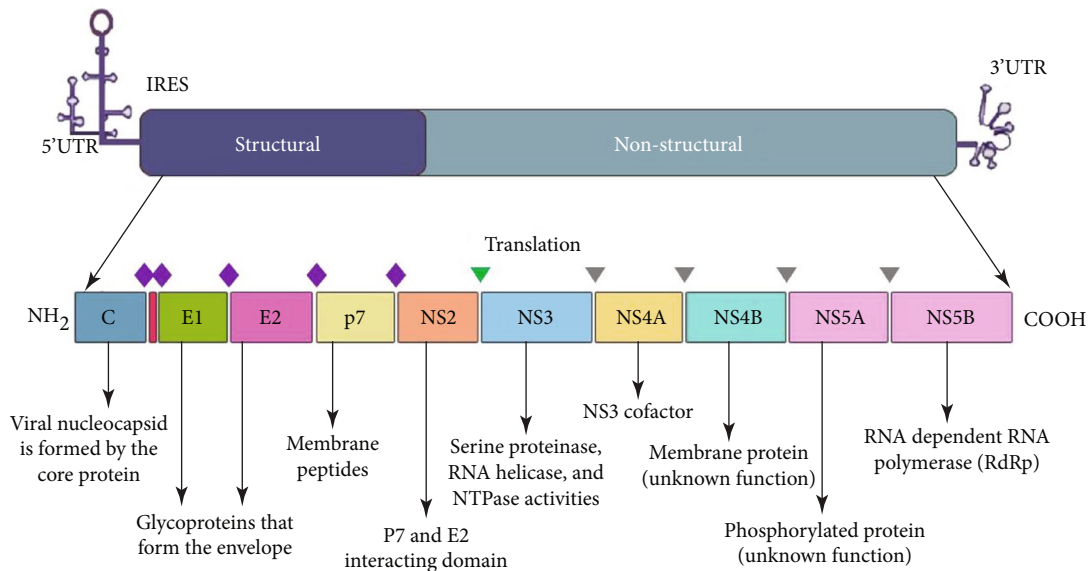 IRES
3’UTR
5’UTR
Structural
Non-structural
Translation
NH2
C
E1
E2
p7
NS2
NS3
NS4A
NS4B
NS5A
NS5B
COOH
Viral nucleocapsid
is formed by the
core protein
Glycoproteins that
form the envelope
Membrane
peptides
P7 and E2
interacting domain
Serine proteinase,
RNA helicase, and
NTPase activities
NS3 cofactor
Membrane protein
(unknown function)
Phosphorylated protein
(unknown function)
RNA dependent RNA
polymerase (RdRp)